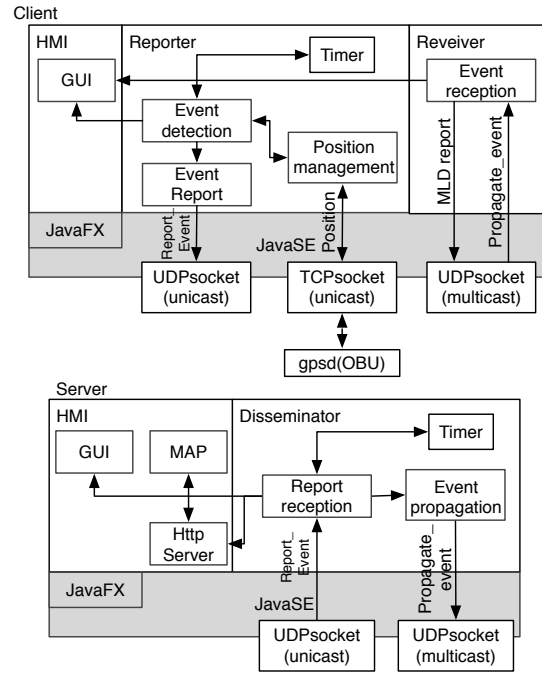 Client
HMI
Reporter
Reveiver
GUI
Timer
Event
reception
Event
detection
Position
management
Event
Report
MLD report
Propagate_event
Report_
Event
Position
JavaFX
JavaSE
UDPsocket
(unicast)
TCPsocket
(unicast)
UDPsocket
(multicast)
gpsd(OBU)
Server
HMI
Disseminator
GUI
MAP
Timer
Report
reception
Event
propagation
Http
Server
Report_
Event
Propagate_
event
JavaFX
JavaSE
UDPsocket
(unicast)
UDPsocket
(multicast)